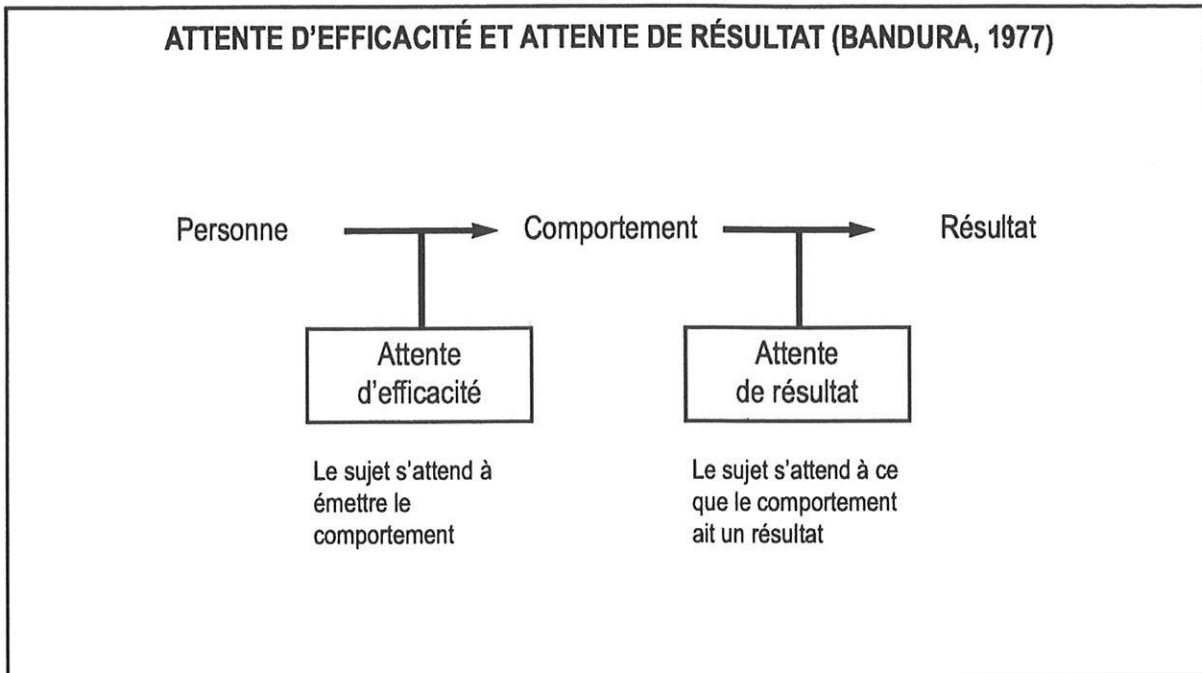 ATTENTE D'EFFICACITÉ ET ATTENTE DE RÉSULTAT (BANDURA, 1977)
Personne
Comportement
Résultat
Attente
d'efficacité
Attente
de résultat
Le sujet s'attend à
émettre le
comportement
Le sujet s'attend à ce
que le comportement
ait un résultat